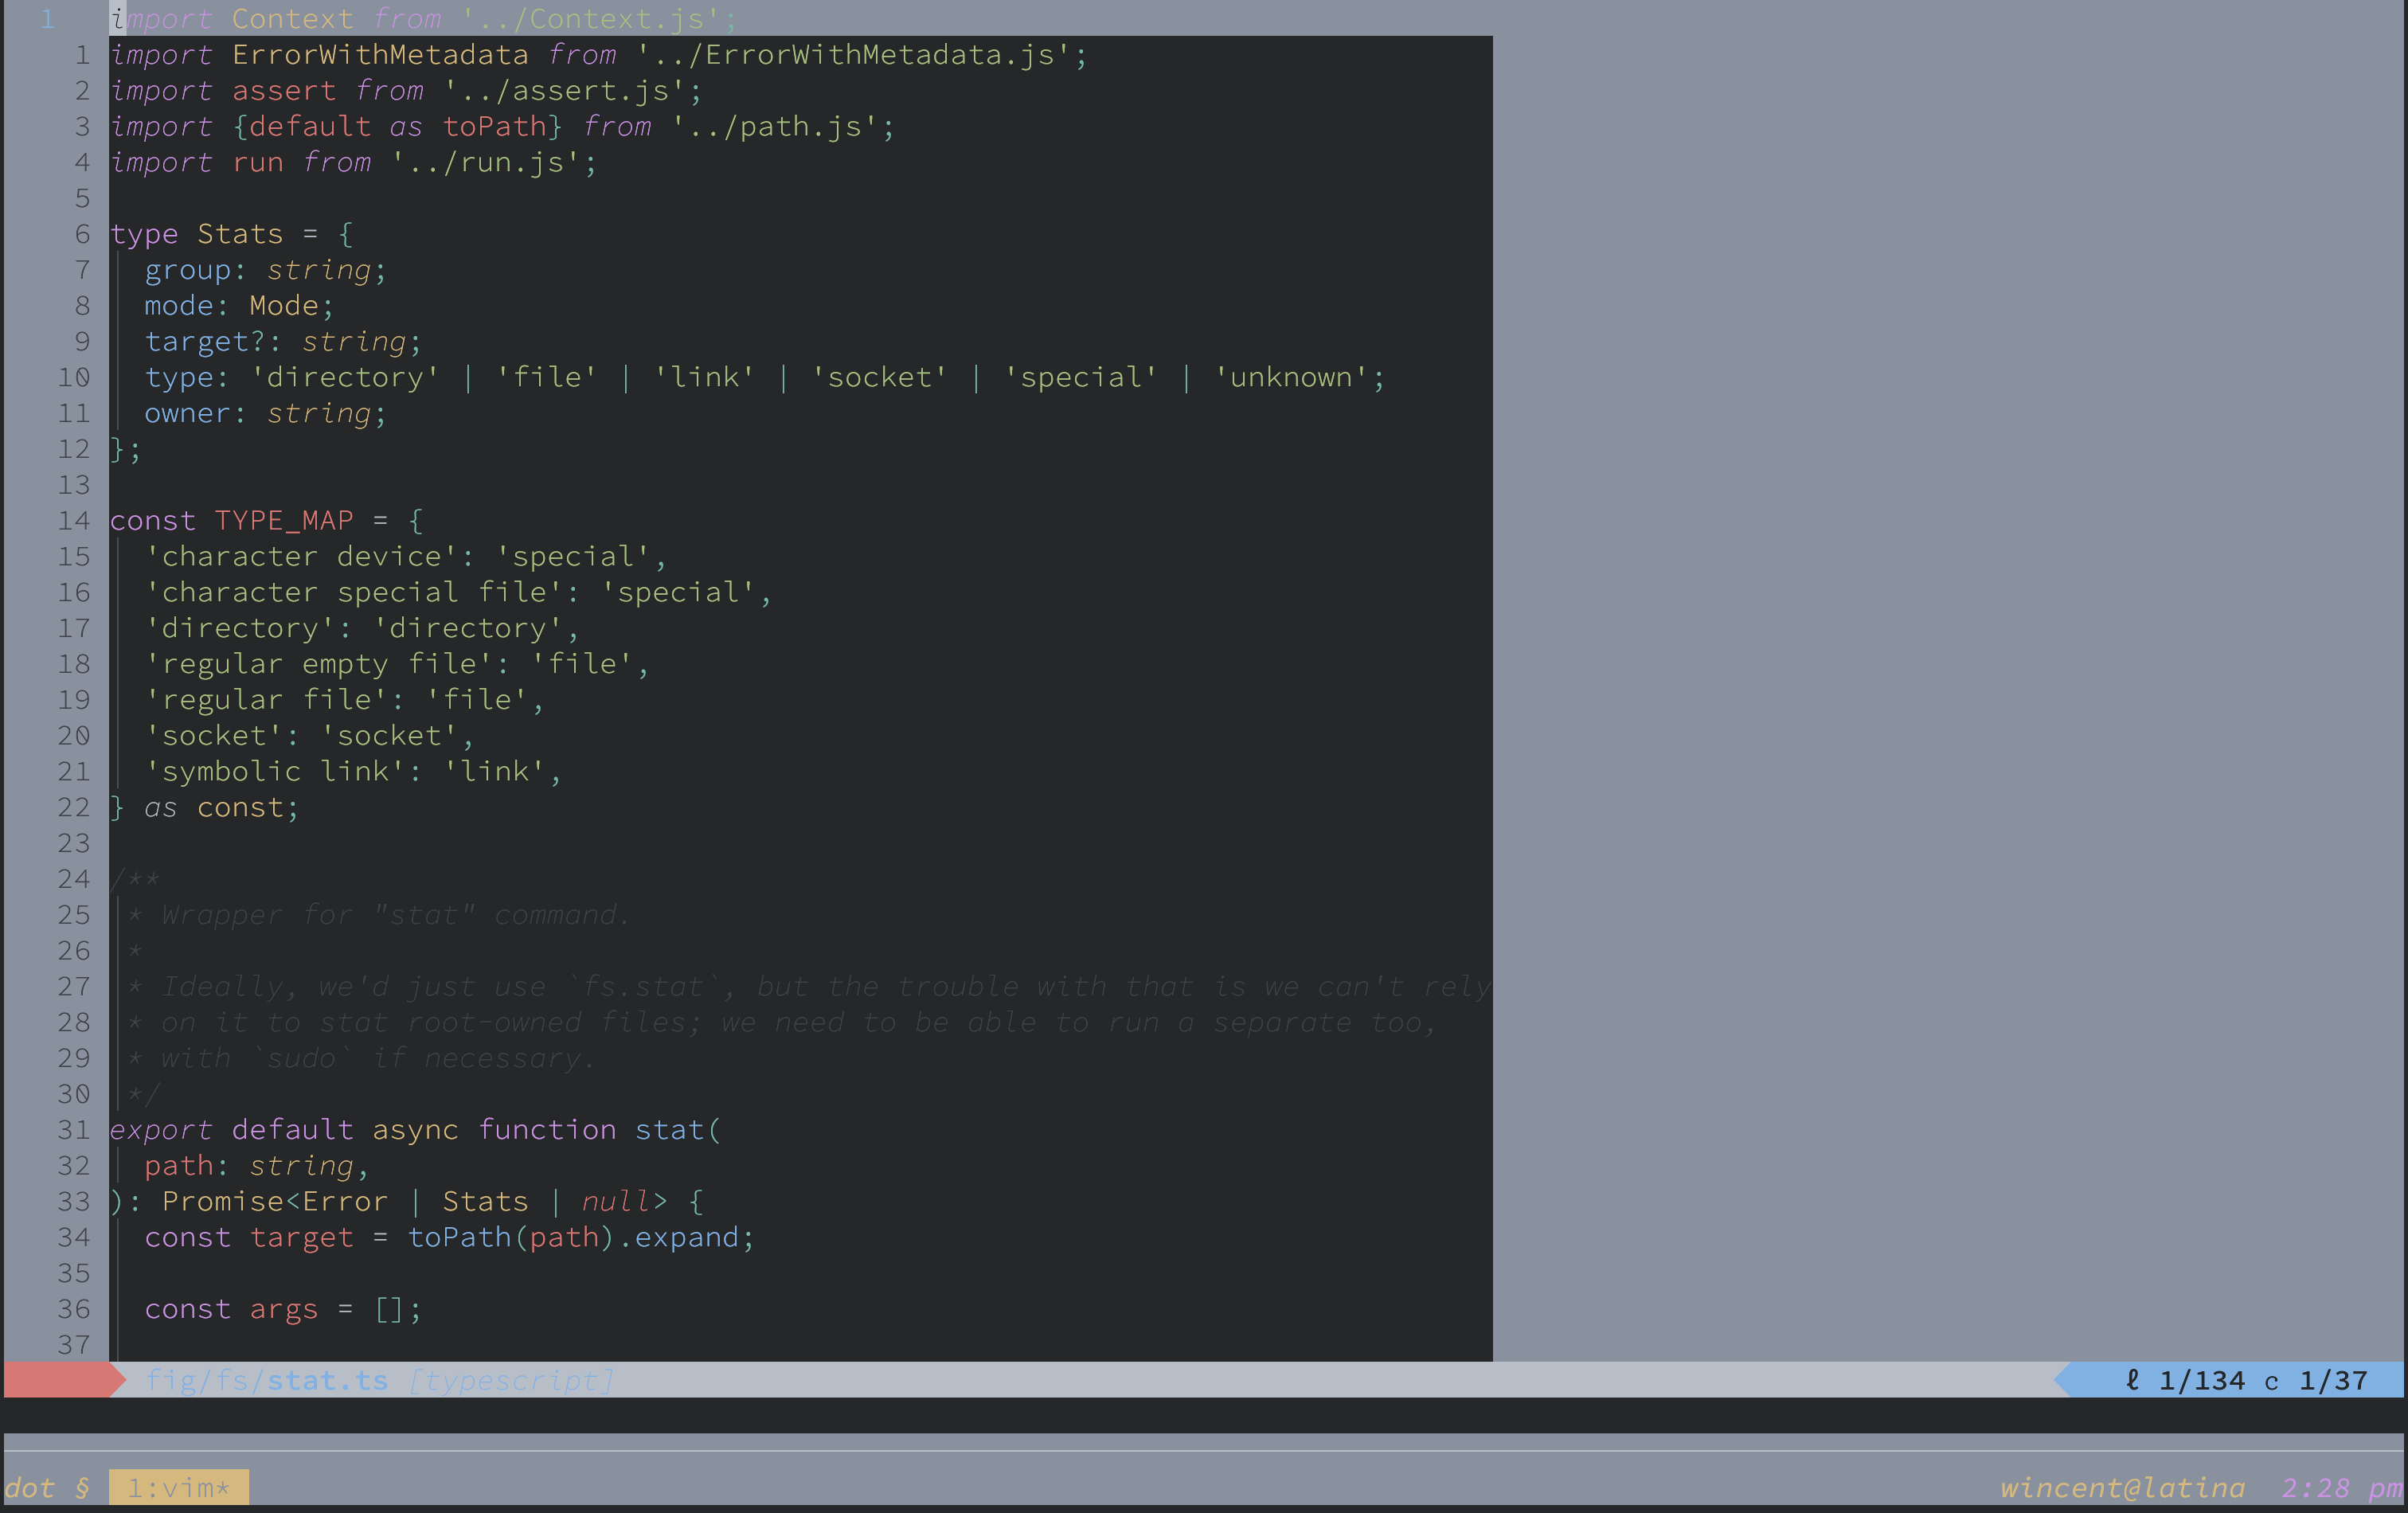 1 import Context from '../Context.js';
1 import ErrorWithMetadata from '../ErrorWithMetadata.js';
2 import assert from '../assert.js';
3 import {default as toPath} from '../path.js';
4 import run from '../run.js';
5
6 type Stats = {
7   group: string;
8   mode: Mode;
9   target?: string;
10   type: 'directory' | 'file' | 'link' | 'socket' | 'special' | 'unknown';
11   owner: string;
12 };
13
14 const TYPE_MAP = {
15   'character device': 'special',
16   'character special file': 'special',
17   'directory': 'directory',
18   'regular empty file': 'file',
19   'regular file': 'file',
20   'socket': 'socket',
21   'symbolic link': 'link',
22 } as const;
23
24 /**
25  * Wrapper for "stat" command.
26  *
27  * Ideally, we'd just use `fs.stat`, but the trouble with that is we can't rely
28  * on it to stat root-owned files; we need to be able to run a separate too,
29  * with `sudo` if necessary.
30  */
31 export default async function stat(
32   path: string,
33 ): Promise<Error | Stats | null> {
34   const target = toPath(path).expand;
35
36   const args = [];
37
fig/fs/stat.ts [typescript] ℓ 1/134 c 1/37
dot § 1:vim* wincent@latina 2:28 pm